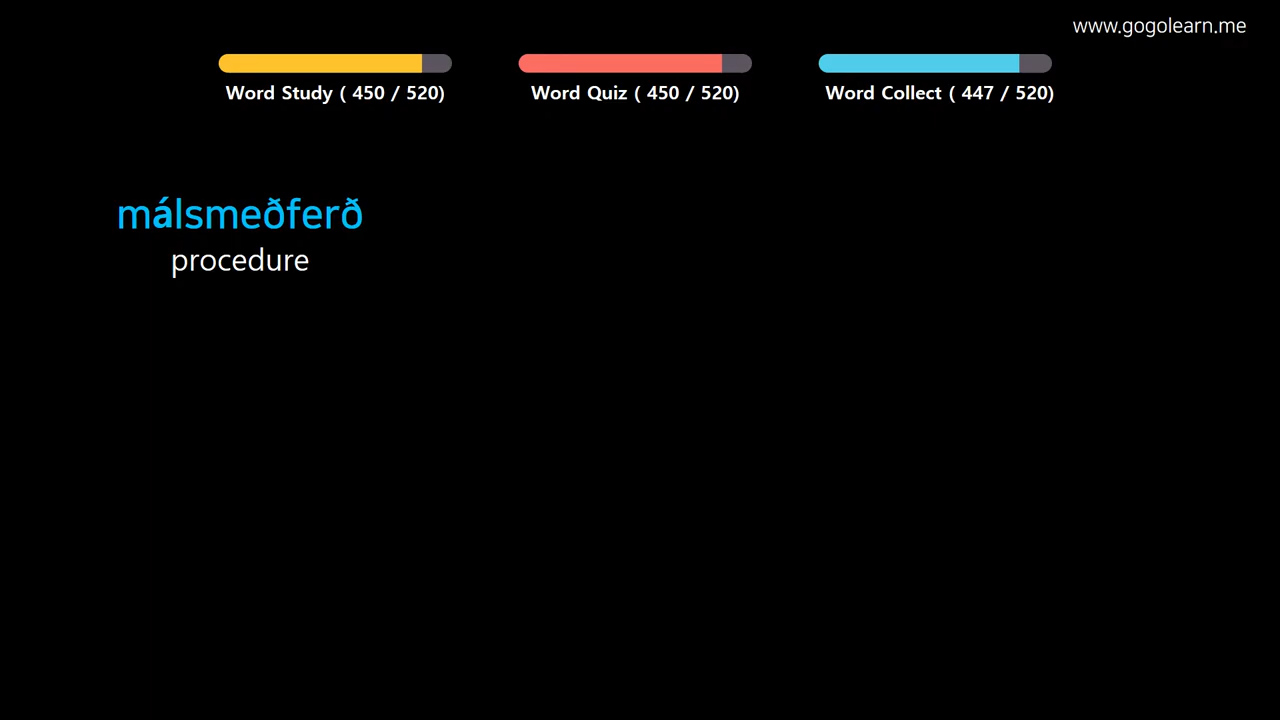 www.gogolearn.me
Word Study ( 450 / 520)
Word Quiz ( 450 / 520)
Word Collect ( 447 / 520)
málsmeðferð
procedure